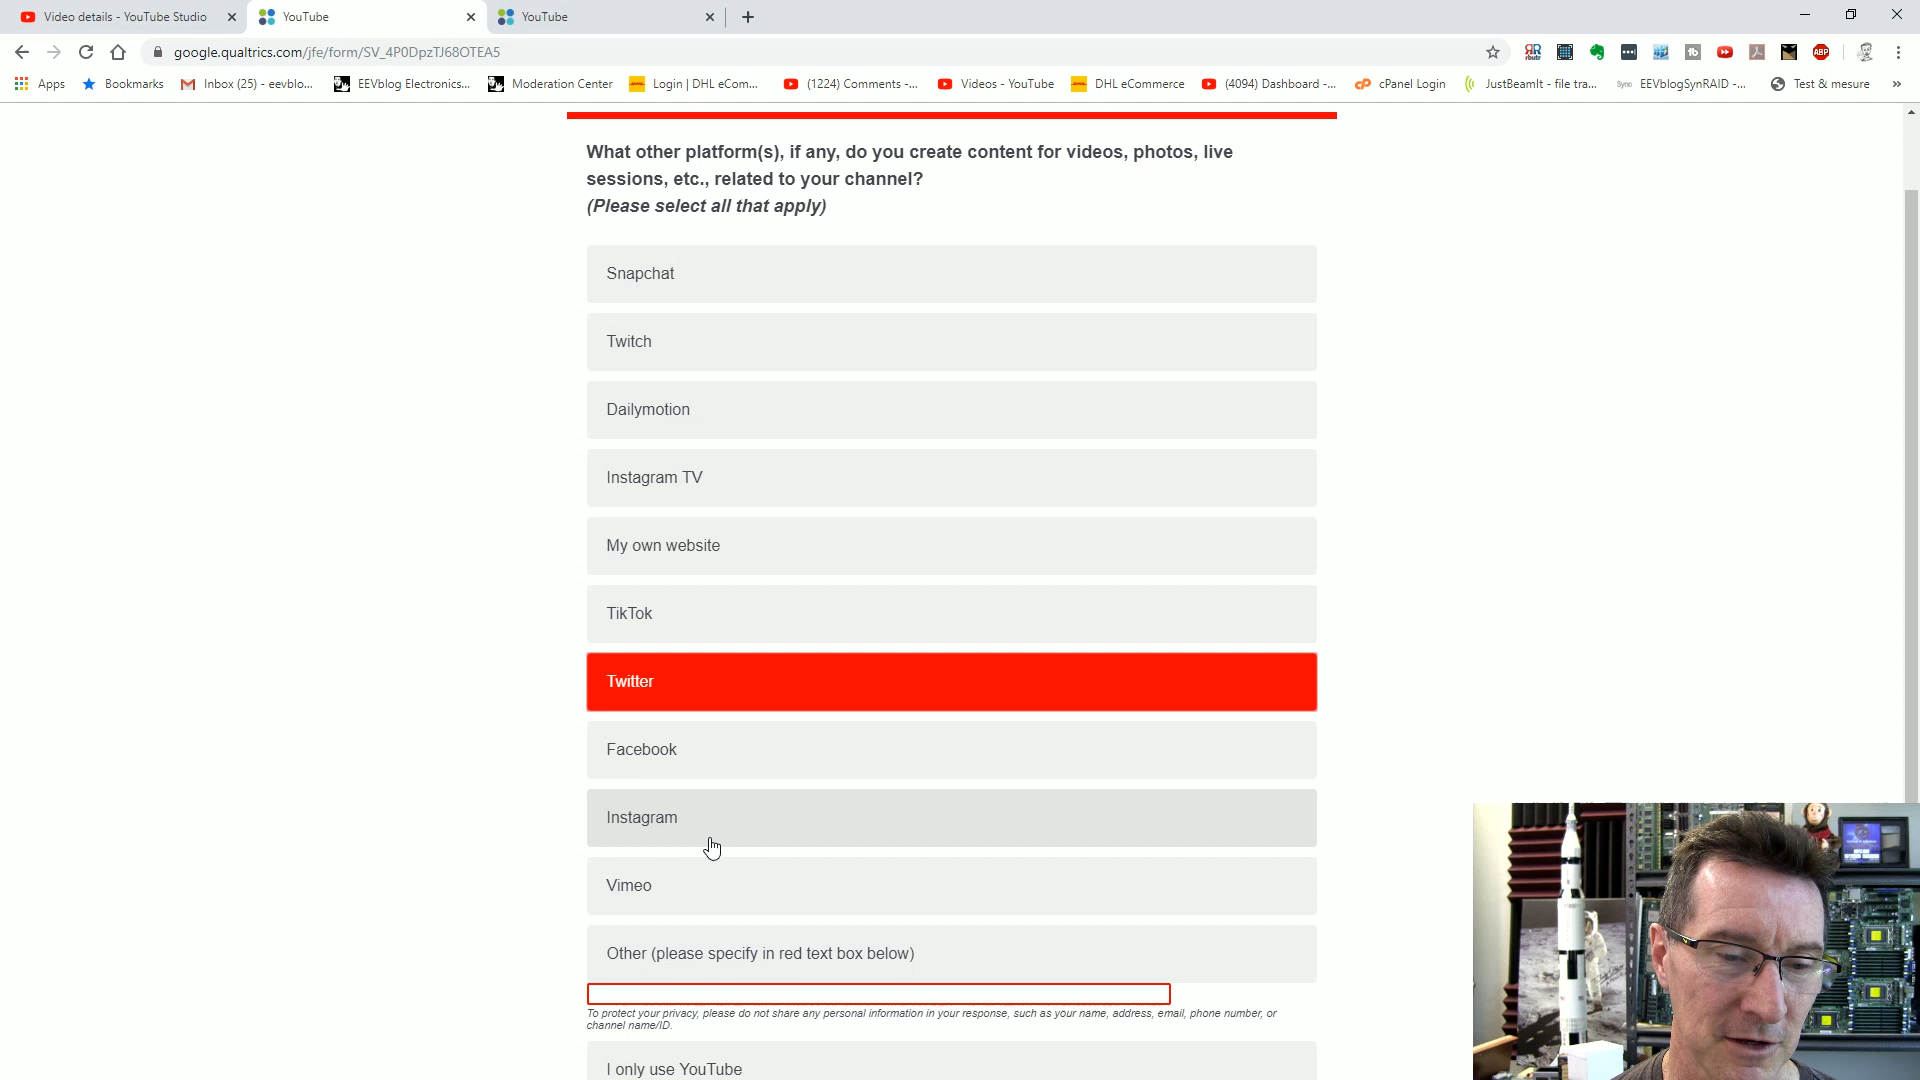 Video details - YouTube Studio
YouTube
YouTube
google.qualtrics.com/jfe/form/SV_4P0DpzTJ68OTEA5
Apps
Bookmarks
Inbox (25) - eevblo...
EEVblog Electronics...
Moderation Center
Login | DHL eCom...
(1224) Comments -...
Videos - YouTube
DHL eCommerce
(4094) Dashboard -...
cPanel Login
JustBeamIt - file tra...
EEVblogSynRAID -...
Test & mesure
What other platform(s), if any, do you create content for videos, photos, live
sessions, etc., related to your channel?
(Please select all that apply)
Snapchat
Twitch
Dailymotion
Instagram TV
My own website
TikTok
Twitter
Facebook
Instagram
Vimeo
Other (please specify in red text box below)
To protect your privacy, please do not share any personal information in your response, such as your name, address, email, phone number, or
channel name/ID.
I only use YouTube